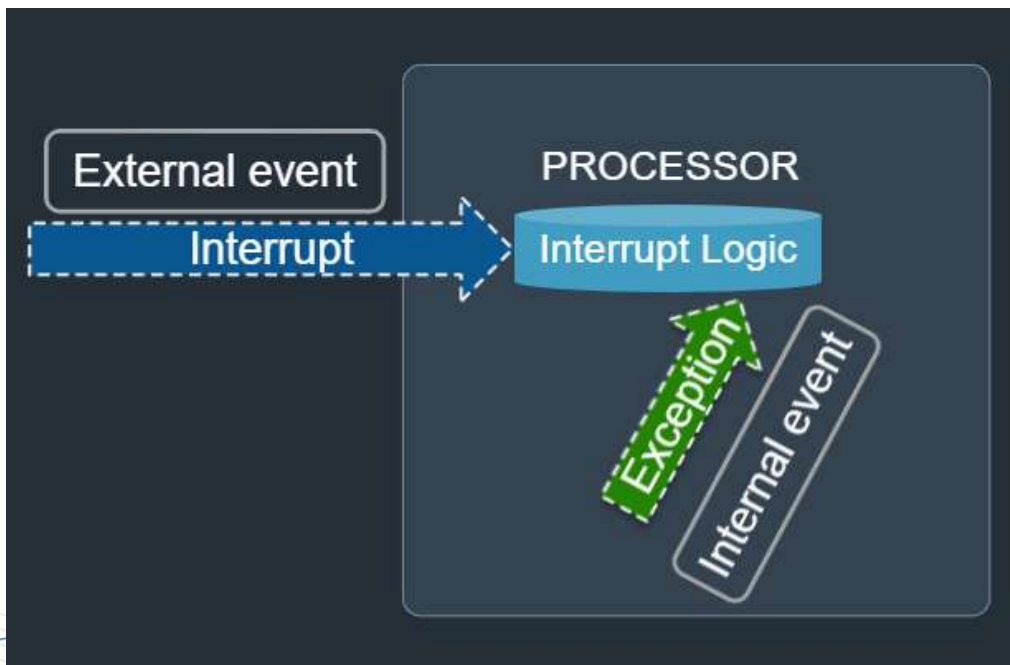 External event
PROCESSOR
Interrupt
Interrupt Logic
Exception
Internal event